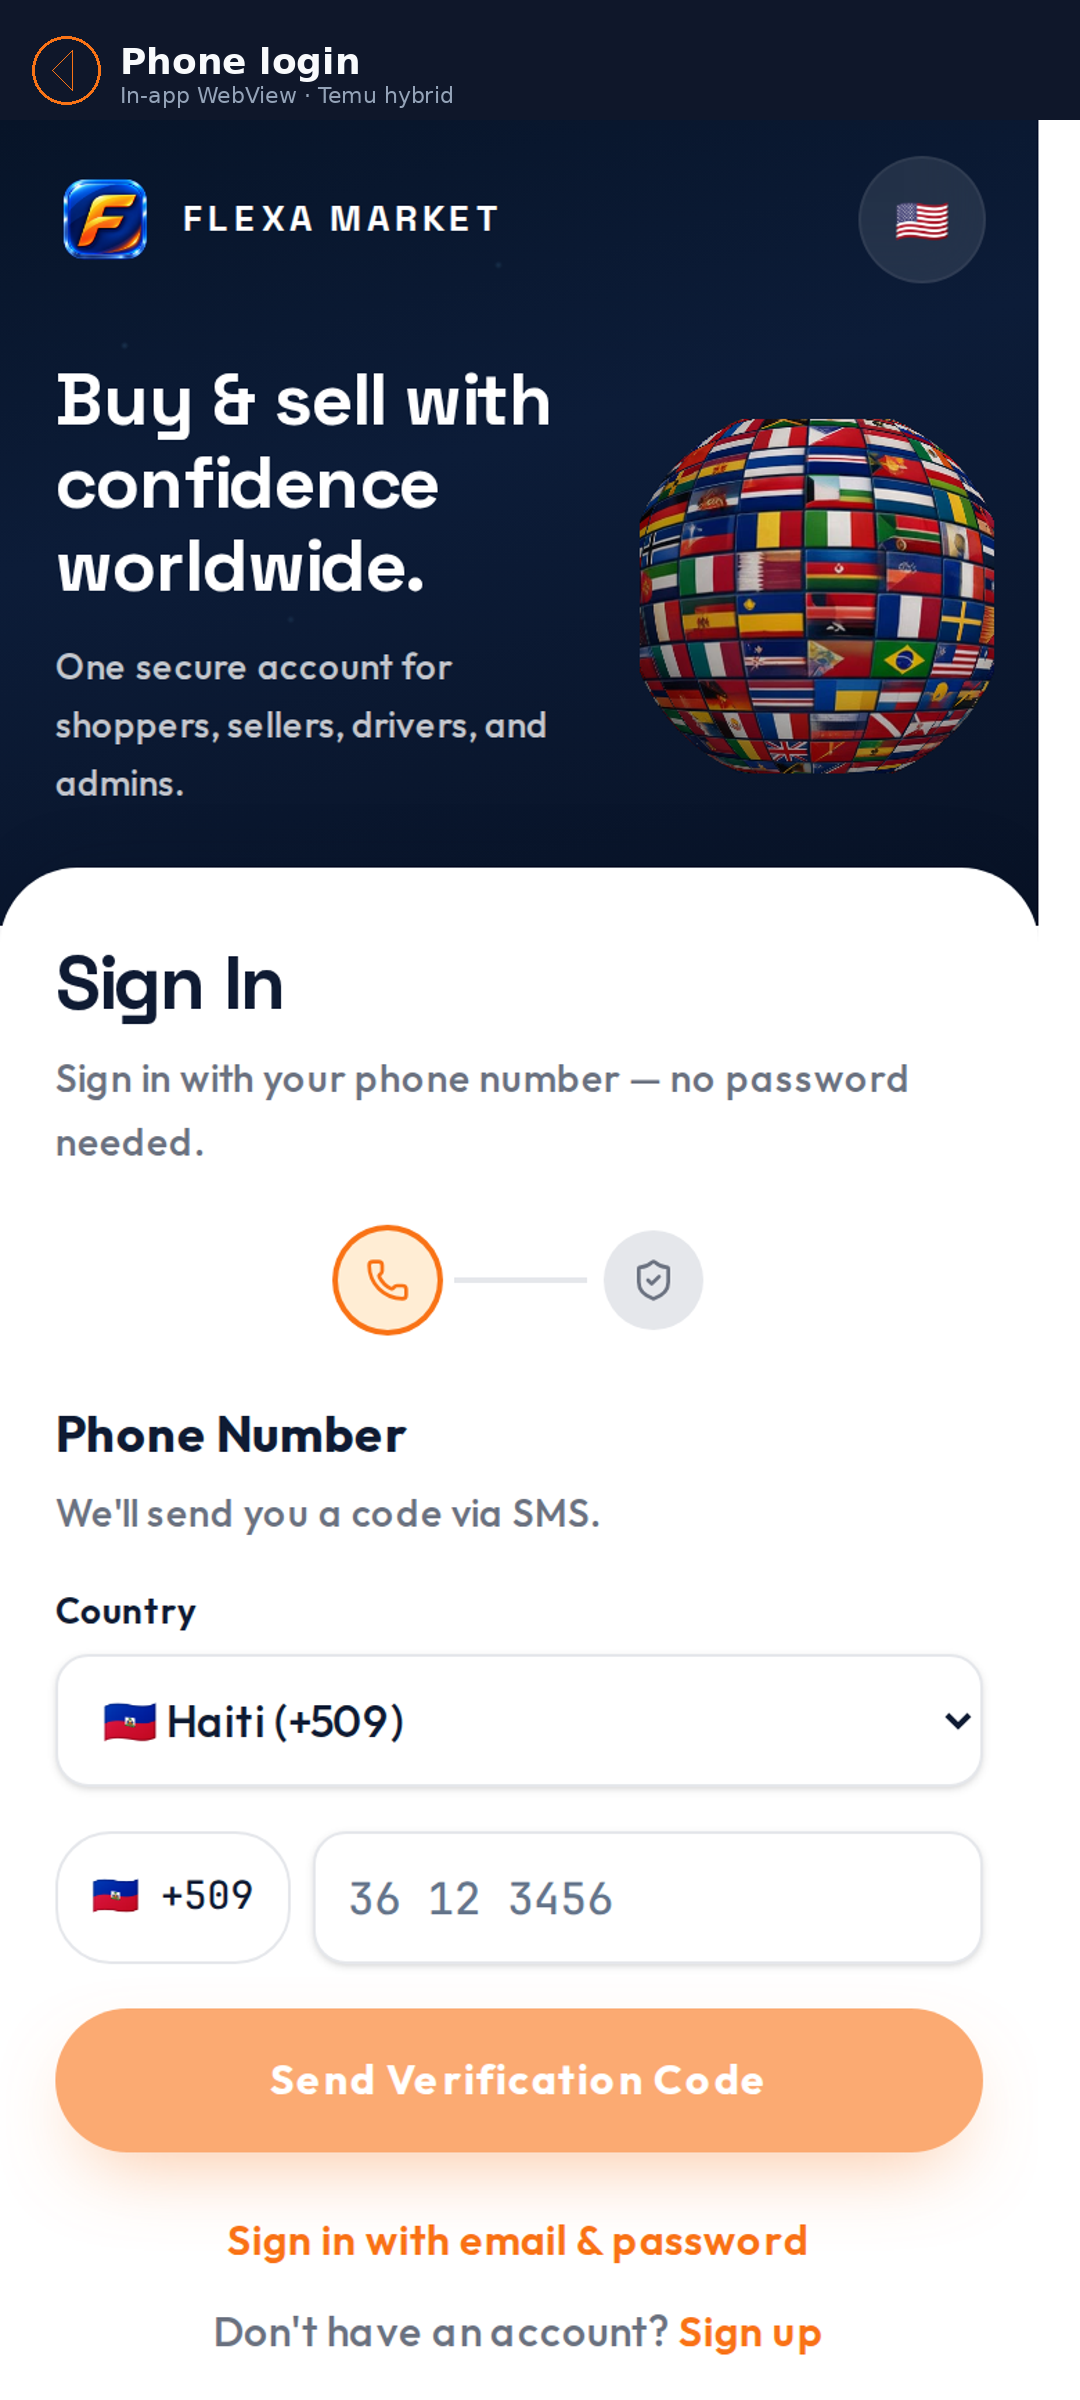 Phone login
In-app WebView · Temu hybrid
FLEXA MARKET
Buy & sell with
confidence
worldwide.
One secure account for
shoppers, sellers, drivers, and
admins.
Sign In
Sign in with your phone number — no password
needed.
Phone Number
We'll send you a code via SMS.
Country
🇭🇹 Haiti (+509)
🇭🇹 +509
36 12 3456
Send Verification Code
Sign in with email & password
Don't have an account? Sign up